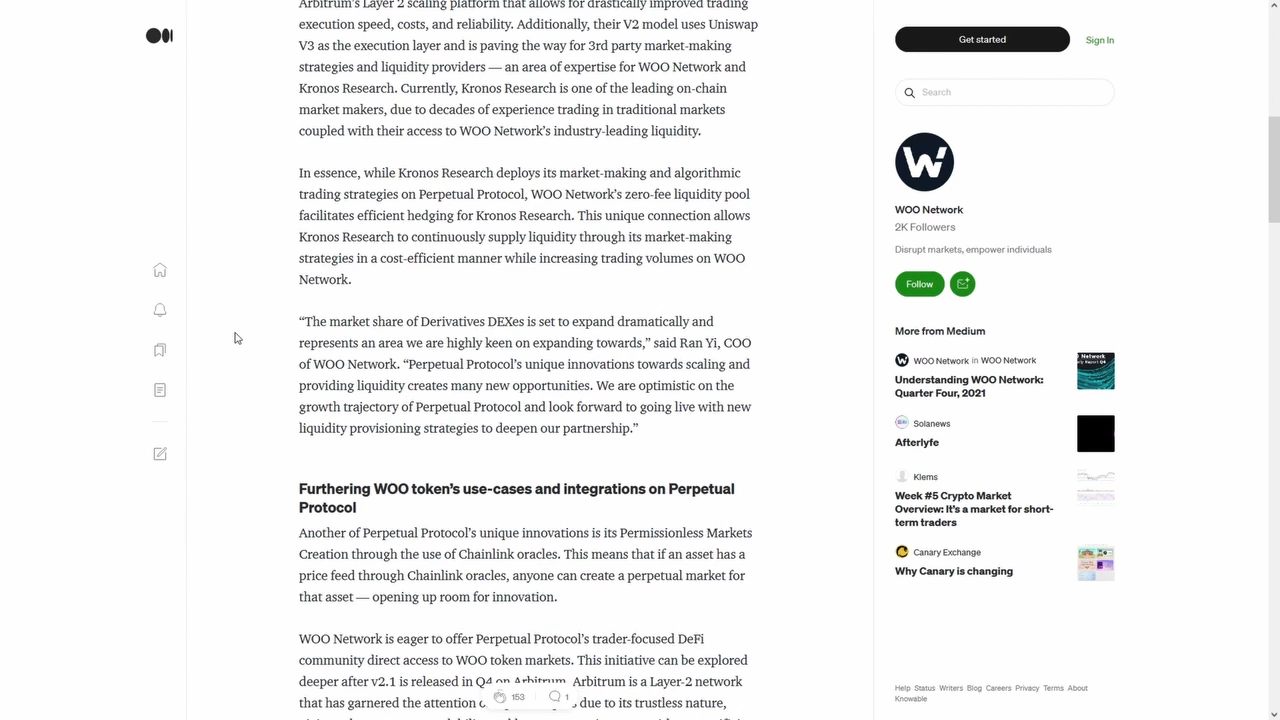 Arbitrum's Layer 2 scaling platform that allows for drastically improved trading
execution speed, costs, and reliability. Additionally, their V2 model uses Uniswap
V3 as the execution layer and is paving the way for 3rd party market-making
strategies and liquidity providers — an area of expertise for WOO Network and
Kronos Research. Currently, Kronos Research is one of the leading on-chain
market makers, due to decades of experience trading in traditional markets
coupled with their access to WOO Network's industry-leading liquidity.
In essence, while Kronos Research deploys its market-making and algorithmic
trading strategies on Perpetual Protocol, WOO Network's zero-fee liquidity pool
facilitates efficient hedging for Kronos Research. This unique connection allows
Kronos Research to continuously supply liquidity through its market-making
strategies in a cost-efficient manner while increasing trading volumes on WOO
Network.
“The market share of Derivatives DEXes is set to expand dramatically and
represents an area we are highly keen on expanding towards,” said Ran Yi, COO
of WOO Network. “Perpetual Protocol's unique innovations towards scaling and
providing liquidity creates many new opportunities. We are optimistic on the
growth trajectory of Perpetual Protocol and look forward to going live with new
liquidity provisioning strategies to deepen our partnership.”
Furthering WOO token's use-cases and integrations on Perpetual
Protocol
Another of Perpetual Protocol's unique innovations is its Permissionless Markets
Creation through the use of Chainlink oracles. This means that if an asset has a
price feed through Chainlink oracles, anyone can create a perpetual market for
that asset — opening up room for innovation.
WOO Network is eager to offer Perpetual Protocol's trader-focused DeFi
community direct access to WOO token markets. This initiative can be explored
deeper after v2.1 is released in Q4 on Arbitrum. Arbitrum is a Layer-2 network
that has garnered the attention of due to its trustless nature,
153
1
Get started
Sign In
Search
WOO Network
2K Followers
Disrupt markets, empower individuals
Follow
More from Medium
WOO Network in WOO Network
Understanding WOO Network:
Quarter Four, 2021
Solanews
Afterlyfe
Klems
Week #5 Crypto Market
Overview: It's a market for short-
term traders
Canary Exchange
Why Canary is changing
Help Status Writers Blog Careers Privacy Terms About
Knowable